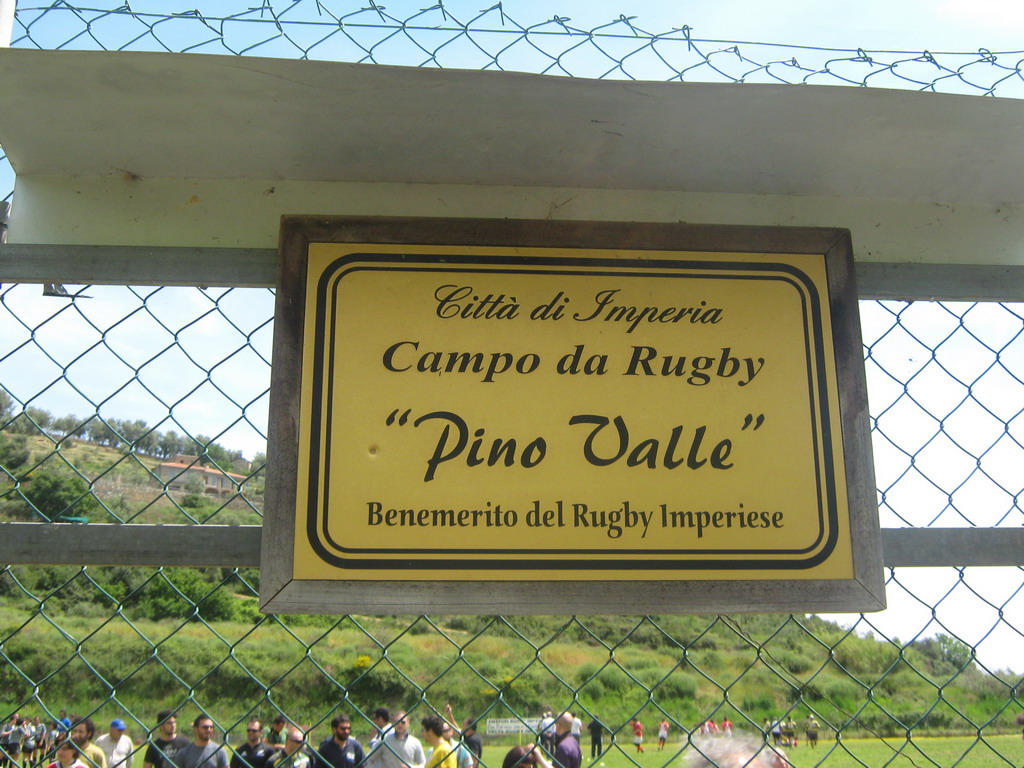 Città di Imperia
Campo da Rugby
"Pino Valle"
Benemerito del Rugby Imperiese